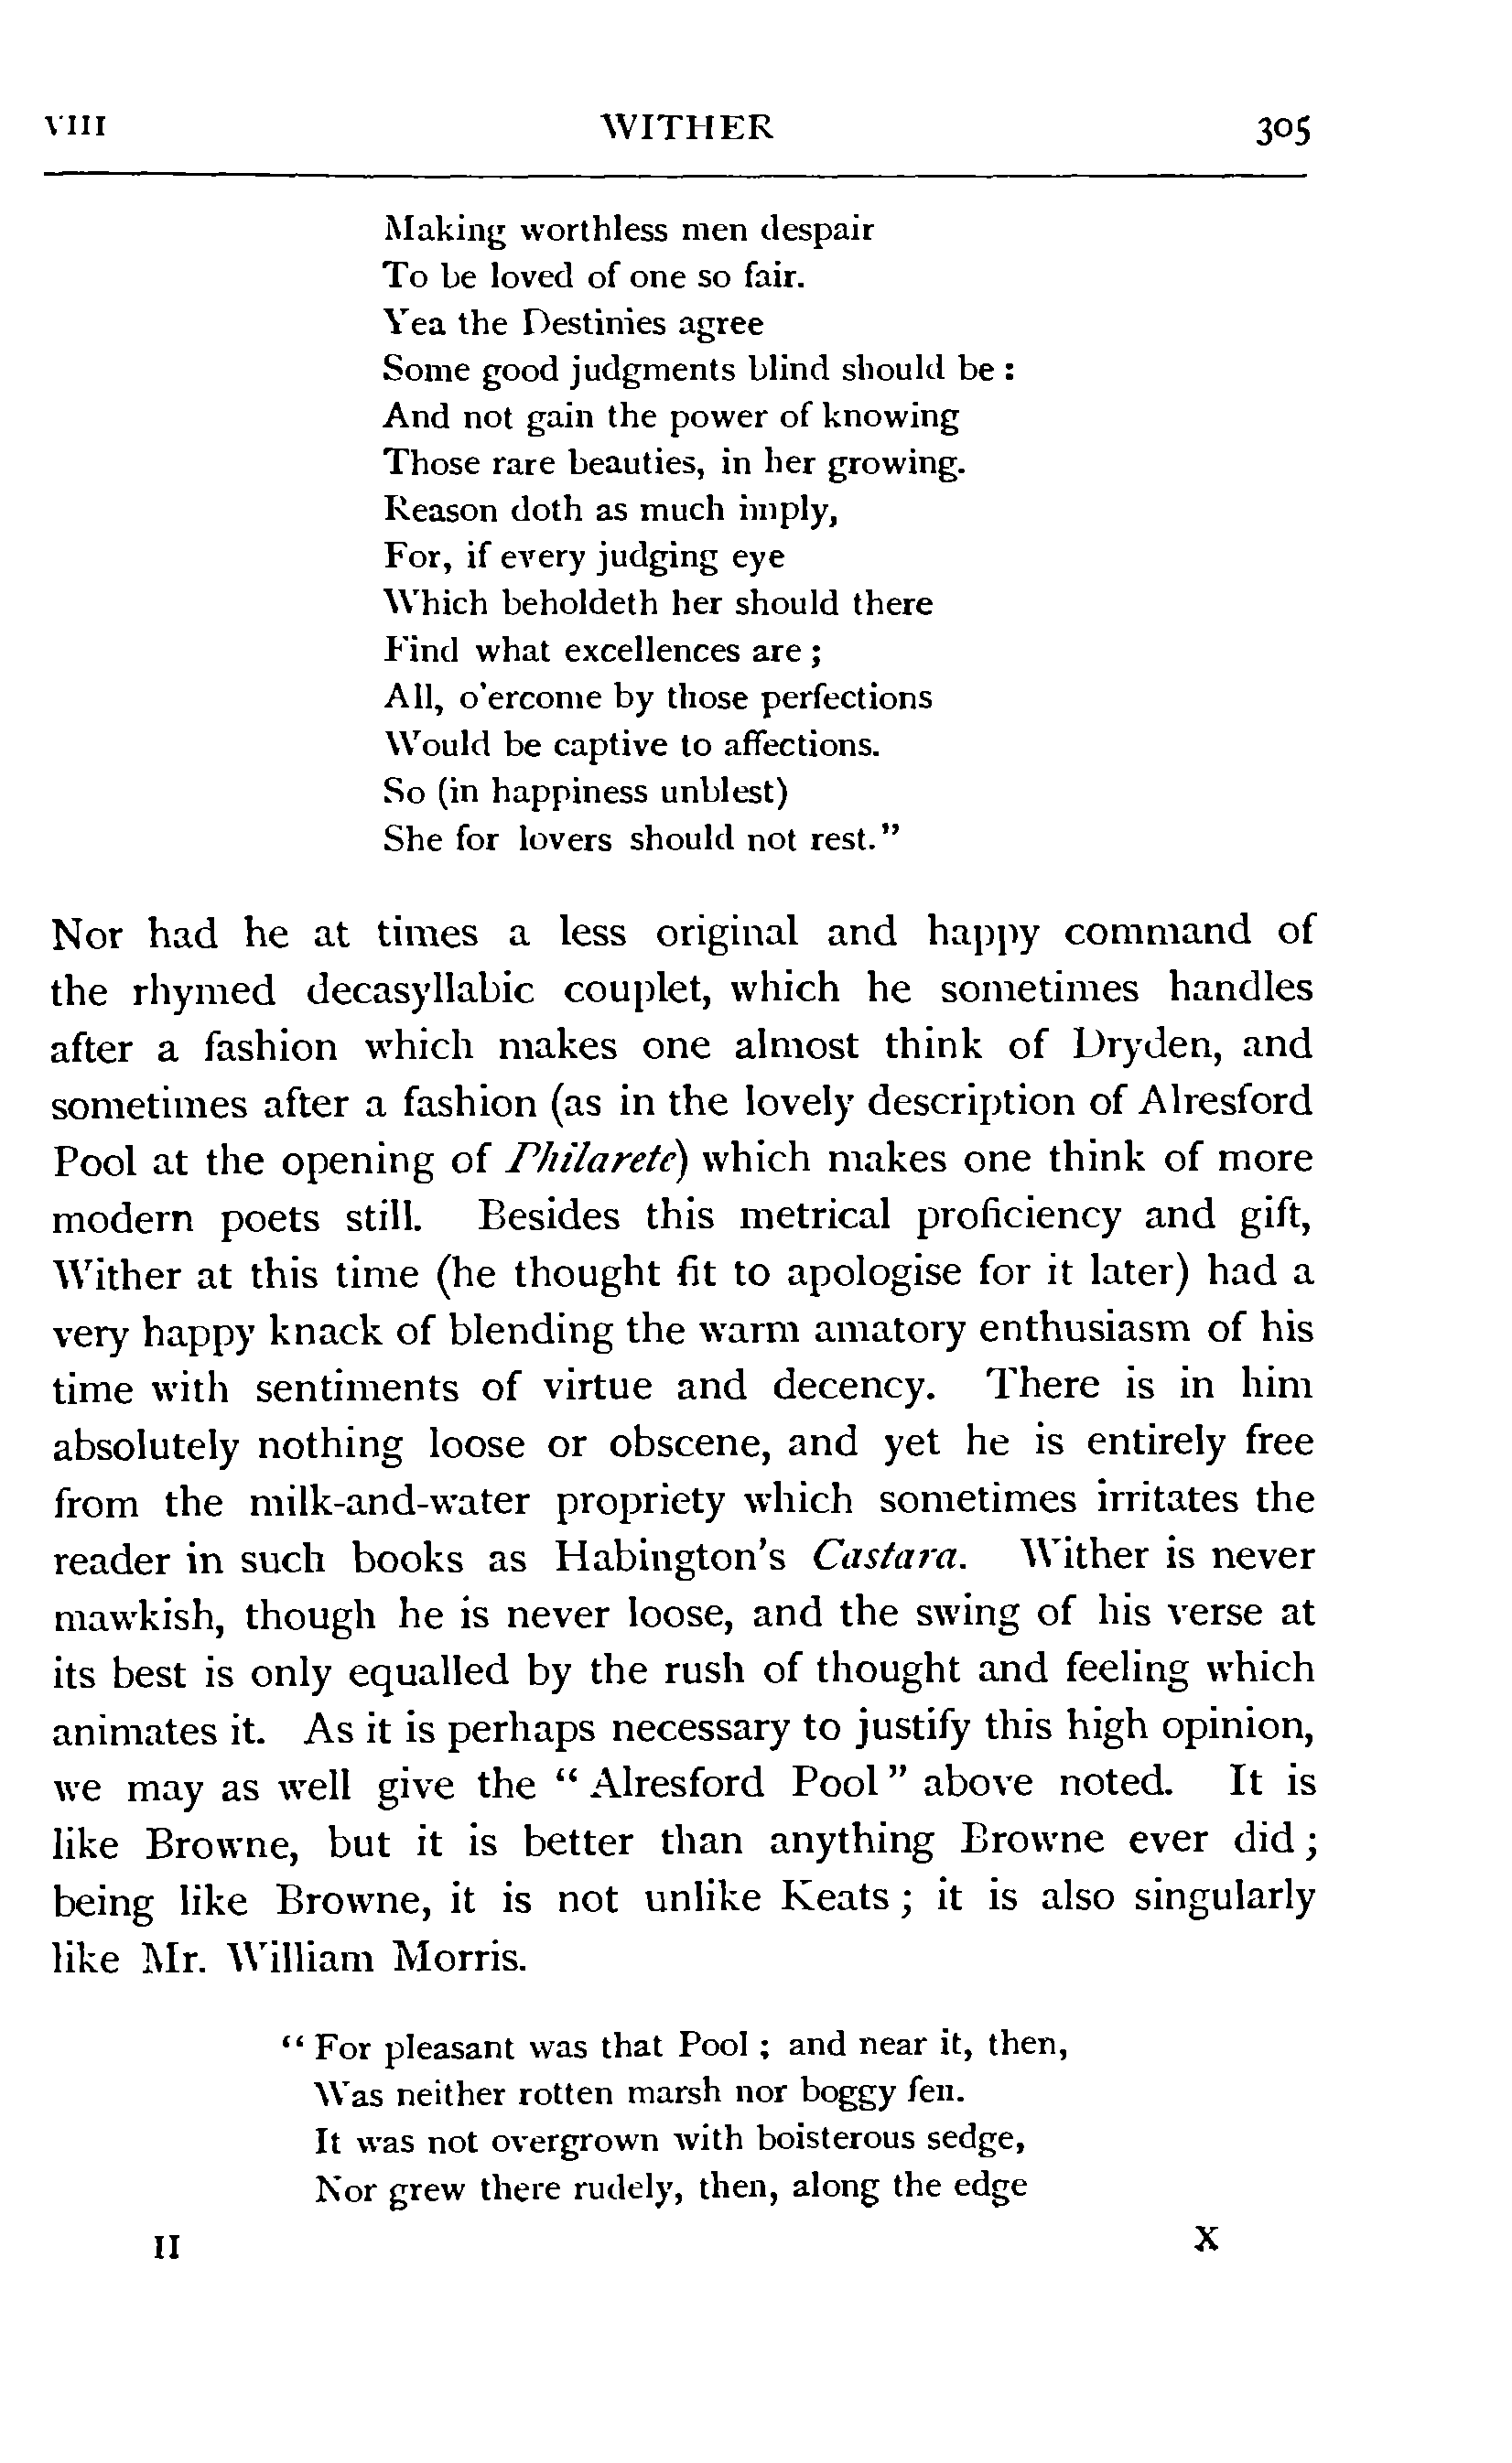 VIII WITHER 305
Making worthless men despair
To be loved of one so fair.
Yea the Destinies agree
Some good judgments blind should be :
And not gain the power of knowing
Those rare beauties, in her growing.
Reason doth as much imply,
For, if every judging eye
Which beholdeth her should there
Find what excellences are ;
All, o'ercome by those perfections
Would be captive to affections.
So (in happiness unblest)
She for lovers should not rest."
Nor had he at times a less original and happy command of
the rhymed decasyllabic couplet, which he sometimes handles
after a fashion which makes one almost think of Dryden, and
sometimes after a fashion (as in the lovely description of Alresford
Pool at the opening of Philarete) which makes one think of more
modern poets still. Besides this metrical proficiency and gift,
Wither at this time (he thought fit to apologise for it later) had a
very happy knack of blending the warm amatory enthusiasm of his
time with sentiments of virtue and decency. There is in him
absolutely nothing loose or obscene, and yet he is entirely free
from the milk-and-water propriety which sometimes irritates the
reader in such books as Habington's Castara. Wither is never
mawkish, though he is never loose, and the swing of his verse at
its best is only equalled by the rush of thought and feeling which
animates it. As it is perhaps necessary to justify this high opinion,
we may as well give the "Alresford Pool" above noted. It is
like Browne, but it is better than anything Browne ever did ;
being like Browne, it is not unlike Keats ; it is also singularly
like Mr. William Morris.
"For pleasant was that Pool ; and near it, then,
Was neither rotten marsh nor boggy fen.
It was not overgrown with boisterous sedge,
Nor grew there rudely, then, along the edge
II X